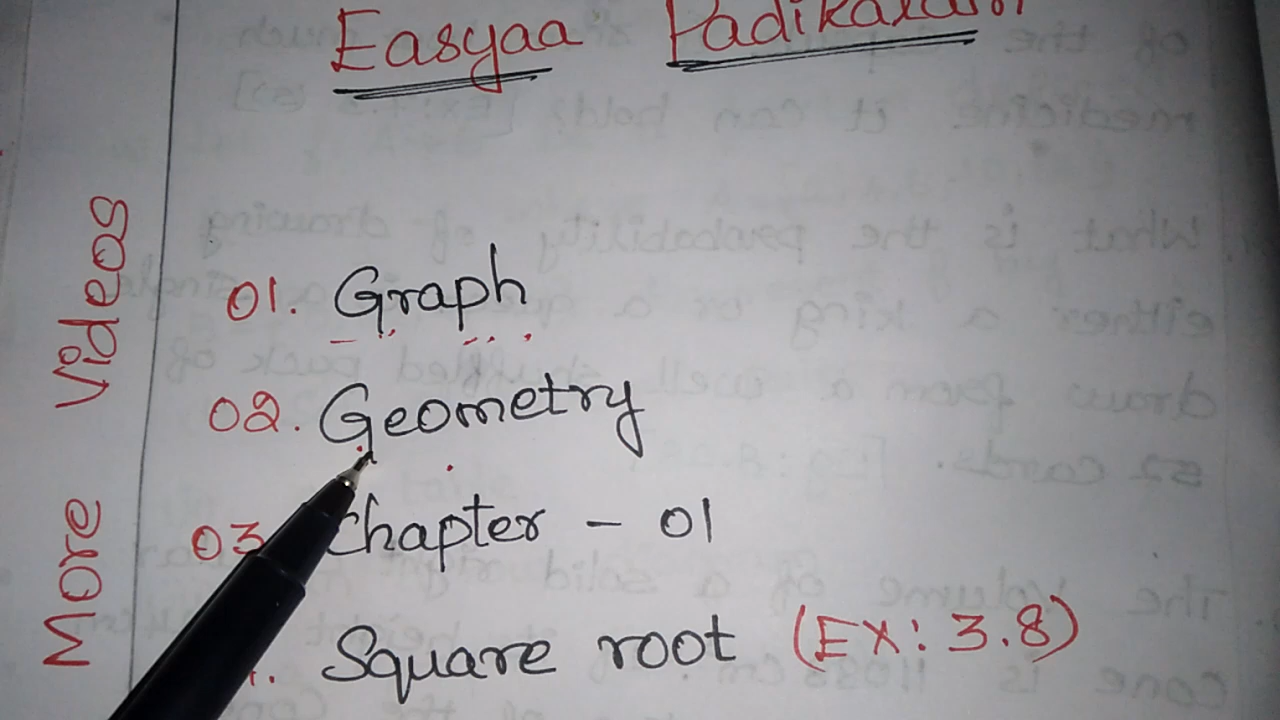 Easyaa Padikalam
More Videos
01. Graph
02. Geometry
03. Chapter - 01
Square root (EX: 3.8)